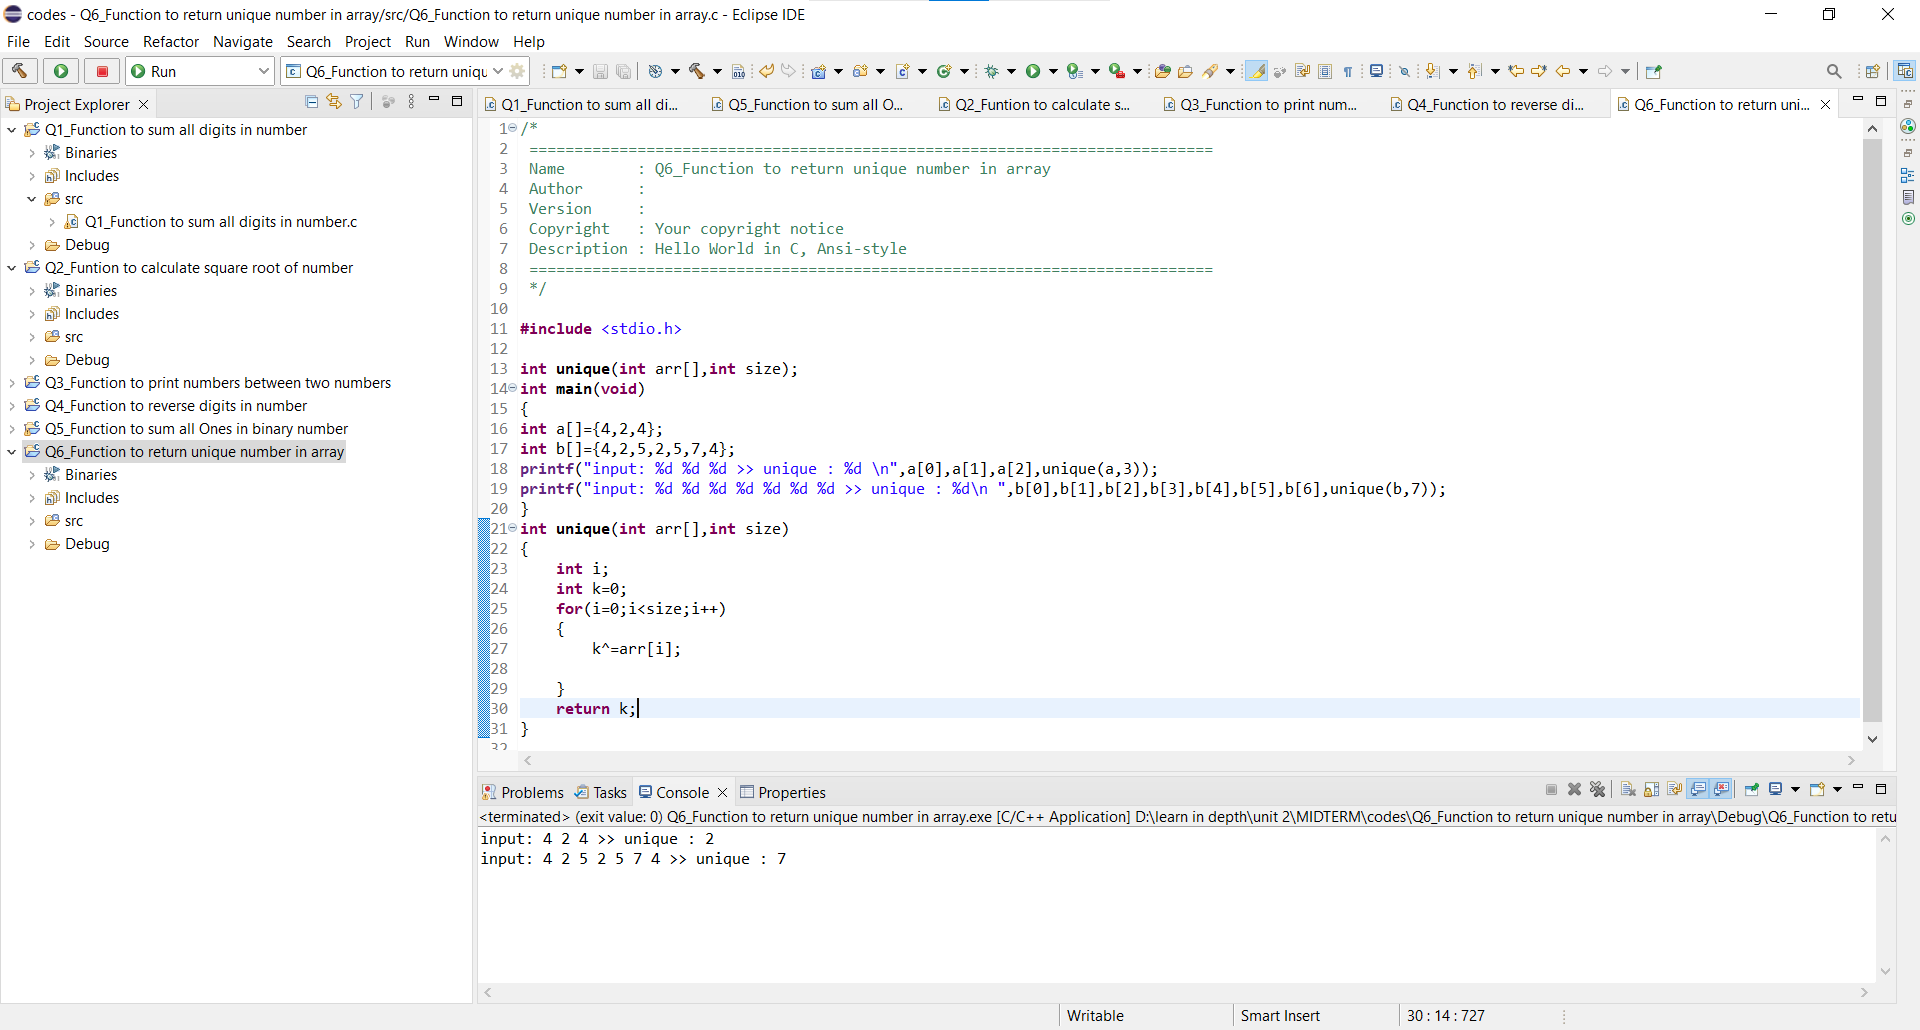 codes - Q6_Function to return unique number in array/src/Q6_Function to return unique number in array.c - Eclipse IDE
File Edit Source Refactor Navigate Search Project Run Window Help
Run
Q6_Function to return uniqu
Project Explorer
Q1_Function to sum all digits in number
Binaries
Includes
src
Q1_Function to sum all digits in number.c
Debug
Q2_Funtion to calculate square root of number
Binaries
Includes
src
Debug
Q3_Function to print numbers between two numbers
Q4_Function to reverse digits in number
Q5_Function to sum all Ones in binary number
Q6_Function to return unique number in array
Binaries
Includes
src
Debug
Q1_Function to sum all di... Q5_Function to sum all O... Q2_Funtion to calculate s... Q3_Function to print num... Q4_Function to reverse di... Q6_Function to return uni...
1 /*
2 ============================================================================
3 Name        : Q6_Function to return unique number in array
4 Author      :
5 Version     :
6 Copyright   : Your copyright notice
7 Description : Hello World in C, Ansi-style
8 ============================================================================
9 */
10
11 #include <stdio.h>
12
13 int unique(int arr[],int size);
14 int main(void)
15 {
16 int a[]={4,2,4};
17 int b[]={4,2,5,2,5,7,4};
18 printf("input: %d %d %d >> unique : %d \n",a[0],a[1],a[2],unique(a,3));
19 printf("input: %d %d %d %d %d %d %d >> unique : %d\n ",b[0],b[1],b[2],b[3],b[4],b[5],b[6],unique(b,7));
20 }
21 int unique(int arr[],int size)
22 {
23     int i;
24     int k=0;
25     for(i=0;i<size;i++)
26     {
27         k^=arr[i];
28
29     }
30     return k;
31 }
32
Problems Tasks Console Properties
<terminated> (exit value: 0) Q6_Function to return unique number in array.exe [C/C++ Application] D:\learn in depth\unit 2\MIDTERM\codes\Q6_Function to return unique number in array\Debug\Q6_Function to retu
input: 4 2 4 >> unique : 2
input: 4 2 5 2 5 7 4 >> unique : 7
Writable Smart Insert 30 : 14 : 727